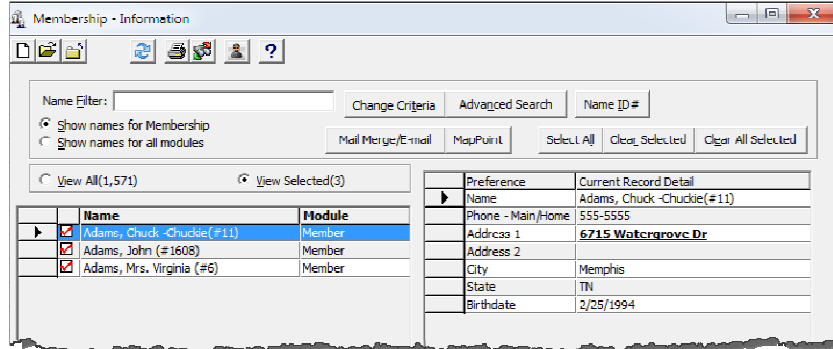 Membership - Information
?
Name Filter:
Change Criteria Advanced Search Name ID#
Show names for Membership
Show names for all modules
Mail Merge/E-mail MapPoint Select All Clear Selected Clear All Selected
View All(1,571) View Selected(3)
Name Module
Adams, Chuck -Chuckie(#11) Member
Adams, John (#1608) Member
Adams, Mrs. Virginia (#6) Member
Preference Current Record Detail
Name Adams, Chuck -Chuckie(#11)
Phone - Main/Home 555-5555
Address 1 6715 Watergrove Dr
Address 2
City Memphis
State TN
Birthdate 2/25/1994